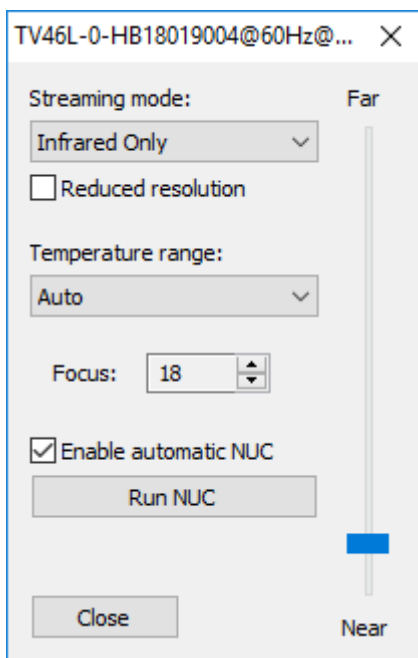 TV46L-0-HB18019004@60Hz@...
Streaming mode:
Far
Infrared Only
Reduced resolution
Temperature range:
Auto
Focus: 18
Enable automatic NUC
Run NUC
Close
Near